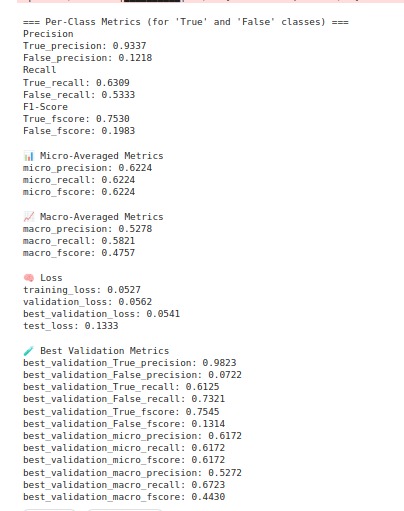 === Per-Class Metrics (for 'True' and 'False' classes) ===
Precision
True_precision: 0.9337
False_precision: 0.1218
Recall
True_recall: 0.6309
False_recall: 0.5333
F1-Score
True_fscore: 0.7530
False_fscore: 0.1983
📊 Micro-Averaged Metrics
micro_precision: 0.6224
micro_recall: 0.6224
micro_fscore: 0.6224
📈 Macro-Averaged Metrics
macro_precision: 0.5278
macro_recall: 0.5821
macro_fscore: 0.4757
🧠 Loss
training_loss: 0.0527
validation_loss: 0.0562
best_validation_loss: 0.0541
test_loss: 0.1333
🧪 Best Validation Metrics
best_validation_True_precision: 0.9823
best_validation_False_precision: 0.0722
best_validation_True_recall: 0.6125
best_validation_False_recall: 0.7321
best_validation_True_fscore: 0.7545
best_validation_False_fscore: 0.1314
best_validation_micro_precision: 0.6172
best_validation_micro_recall: 0.6172
best_validation_micro_fscore: 0.6172
best_validation_macro_precision: 0.5272
best_validation_macro_recall: 0.6723
best_validation_macro_fscore: 0.4430